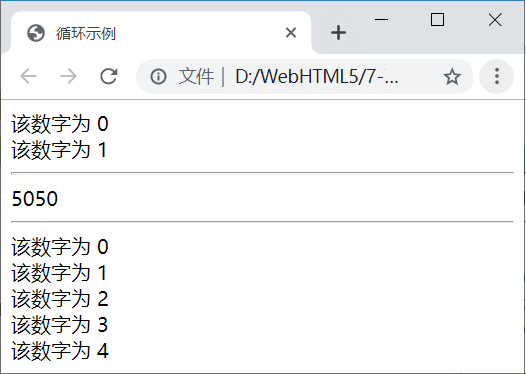 循环示例
文件 | D:/WebHTML5/7-...
该数字为 0
该数字为 1
5050
该数字为 0
该数字为 1
该数字为 2
该数字为 3
该数字为 4